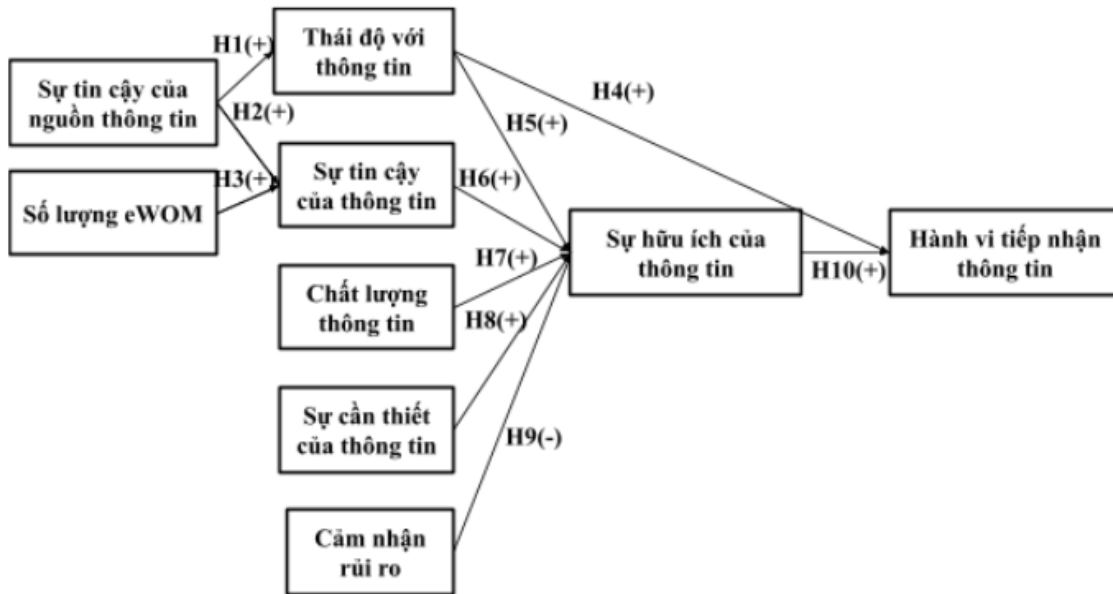 H1(+)
Thái độ với
thông tin
Sự tin cậy của
nguồn thông tin
H2(+)
H4(+)
H5(+)
H3(+
Sự tin cậy
của thông tin
H6(+)
Số lượng eWOM
Sự hữu ích của
thông tin
Hành vi tiếp nhận
thông tin
H10(+)
H7(+)
Chất lượng
thông tin
H8(+)
Sự cần thiết
của thông tin
H9(-)
Cảm nhận
rủi ro